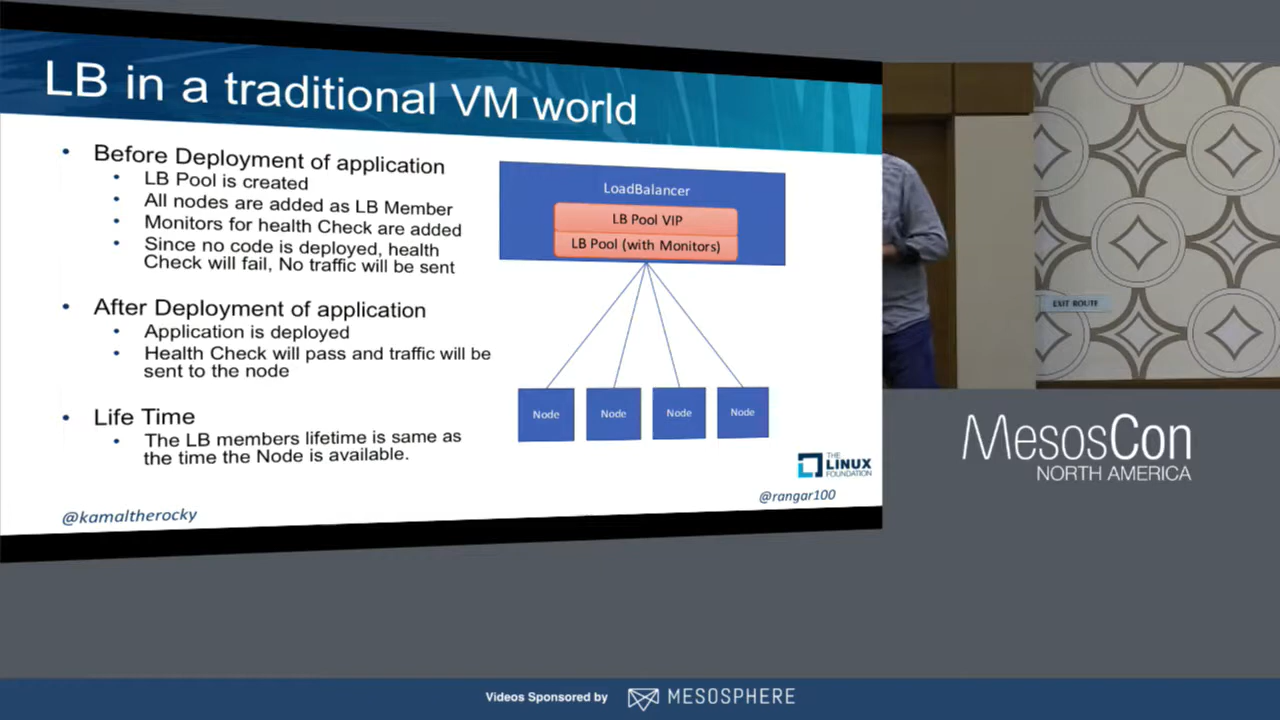 LB in a traditional VM world
Before Deployment of application
LB Pool is created
All nodes are added as LB Member
Monitors for health Check are added
Since no code is deployed, health
Check will fail, No traffic will be sent
After Deployment of application
Application is deployed
Health Check will pass and traffic will be
sent to the node
Life Time
The LB members lifetime is same as
the time the Node is available.
@kamaltherocky
LoadBalancer
LB Pool VIP
LB Pool (with Monitors)
Node
Node
Node
Node
THE
LINUX
FOUNDATION
@rangar100
EXIT ROUTE
MesosCon
NORTH AMERICA
Videos Sponsored by
MESOSPHERE